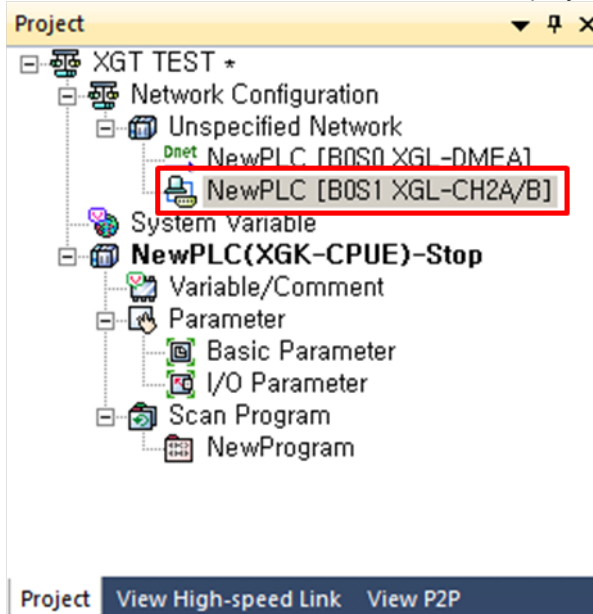 Project
XGT TEST *
Network Configuration
Unspecified Network
Dnet NewPLC [B0S0 XGL-DMEA]
NewPLC [B0S1 XGL-CH2A/B]
System Variable
NewPLC(XGK-CPUE)-Stop
Variable/Comment
Parameter
Basic Parameter
I/O Parameter
Scan Program
NewProgram
Project View High-speed Link View P2P